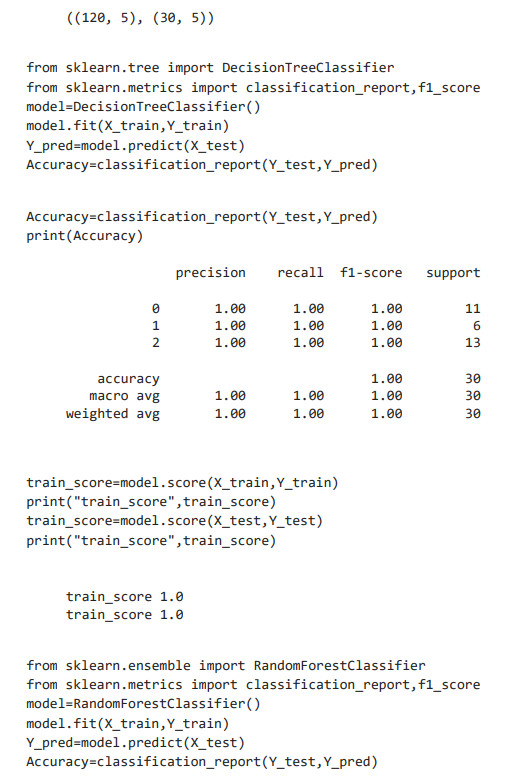 ((120, 5), (30, 5))
from sklearn.tree import DecisionTreeClassifier
from sklearn.metrics import classification_report,f1_score
model=DecisionTreeClassifier()
model.fit(X_train,Y_train)
Y_pred=model.predict(X_test)
Accuracy=classification_report(Y_test,Y_pred)
Accuracy=classification_report(Y_test,Y_pred)
print(Accuracy)
precision recall f1-score support
0 1.00 1.00 1.00 11
1 1.00 1.00 1.00 6
2 1.00 1.00 1.00 13
accuracy 1.00 30
macro avg 1.00 1.00 1.00 30
weighted avg 1.00 1.00 1.00 30
train_score=model.score(X_train,Y_train)
print("train_score",train_score)
train_score=model.score(X_test,Y_test)
print("train_score",train_score)
train_score 1.0
train_score 1.0
from sklearn.ensemble import RandomForestClassifier
from sklearn.metrics import classification_report,f1_score
model=RandomForestClassifier()
model.fit(X_train,Y_train)
Y_pred=model.predict(X_test)
Accuracy=classification_report(Y_test,Y_pred)